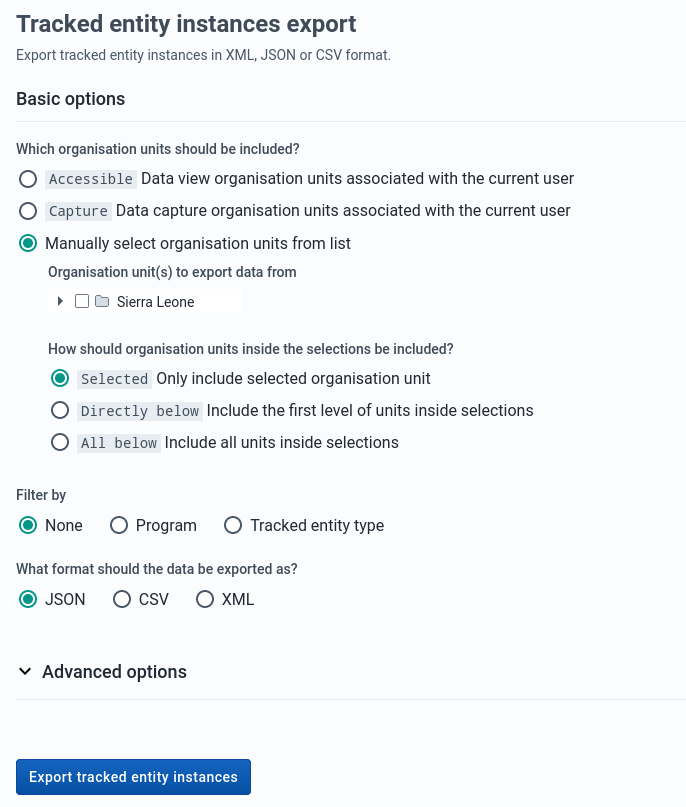 Tracked entity instances export
Export tracked entity instances in XML, JSON or CSV format.
Basic options
Which organisation units should be included?
Accessible Data view organisation units associated with the current user
Capture Data capture organisation units associated with the current user
Manually select organisation units from list
Organisation unit(s) to export data from
Sierra Leone
How should organisation units inside the selections be included?
Selected Only include selected organisation unit
Directly below Include the first level of units inside selections
All below Include all units inside selections
Filter by
None Program Tracked entity type
What format should the data be exported as?
JSON CSV XML
Advanced options
Export tracked entity instances